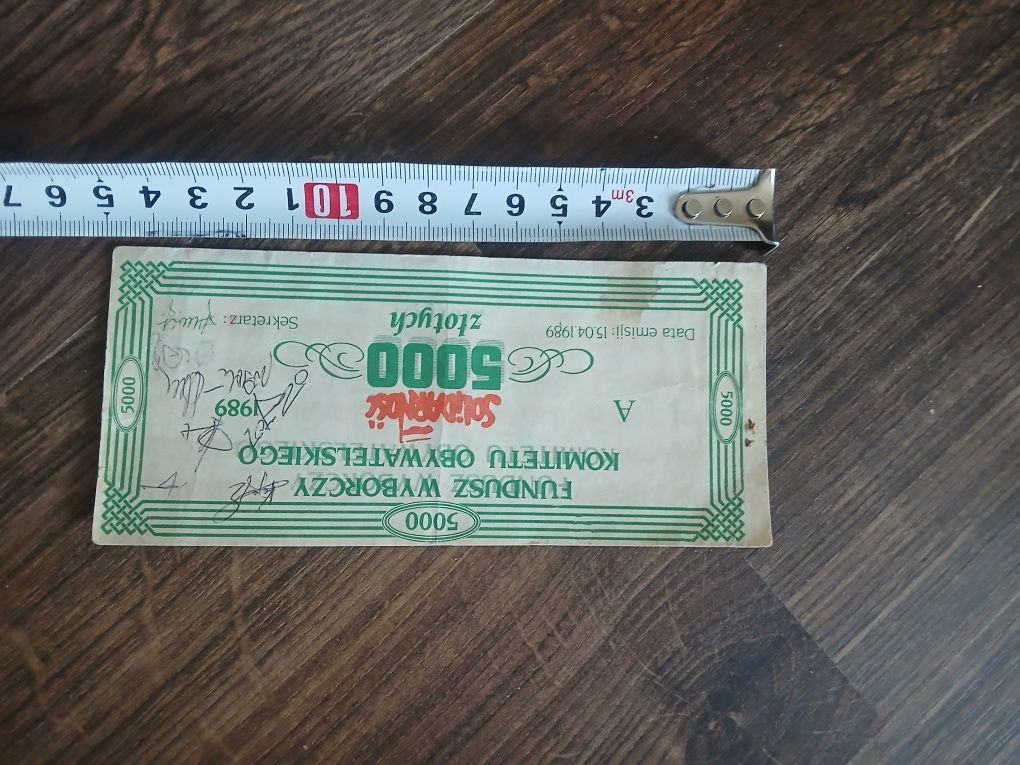 5000
FUNDUSZ WYBORCZY
KOMITETU OBYWATELSKIEGO
SOLIDARNOŚĆ
A
1989
5000
5000
5000
złotych
Data emisji: 15.04.1989
Sekretarz:
3m
3 4 5 6 7 8 9 10 1 2 3 4 5 6 7